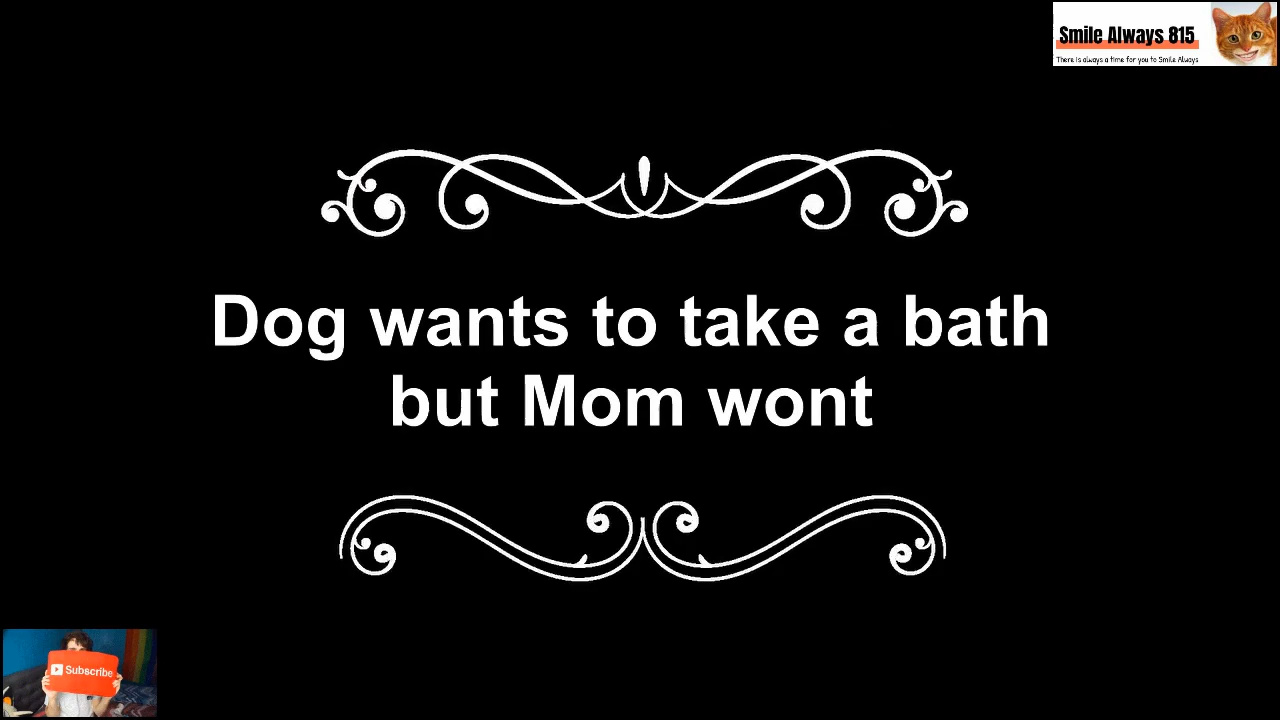 Smile Always 815
There is always a time for you to Smile Always
Dog wants to take a bath
but Mom wont
Subscribe